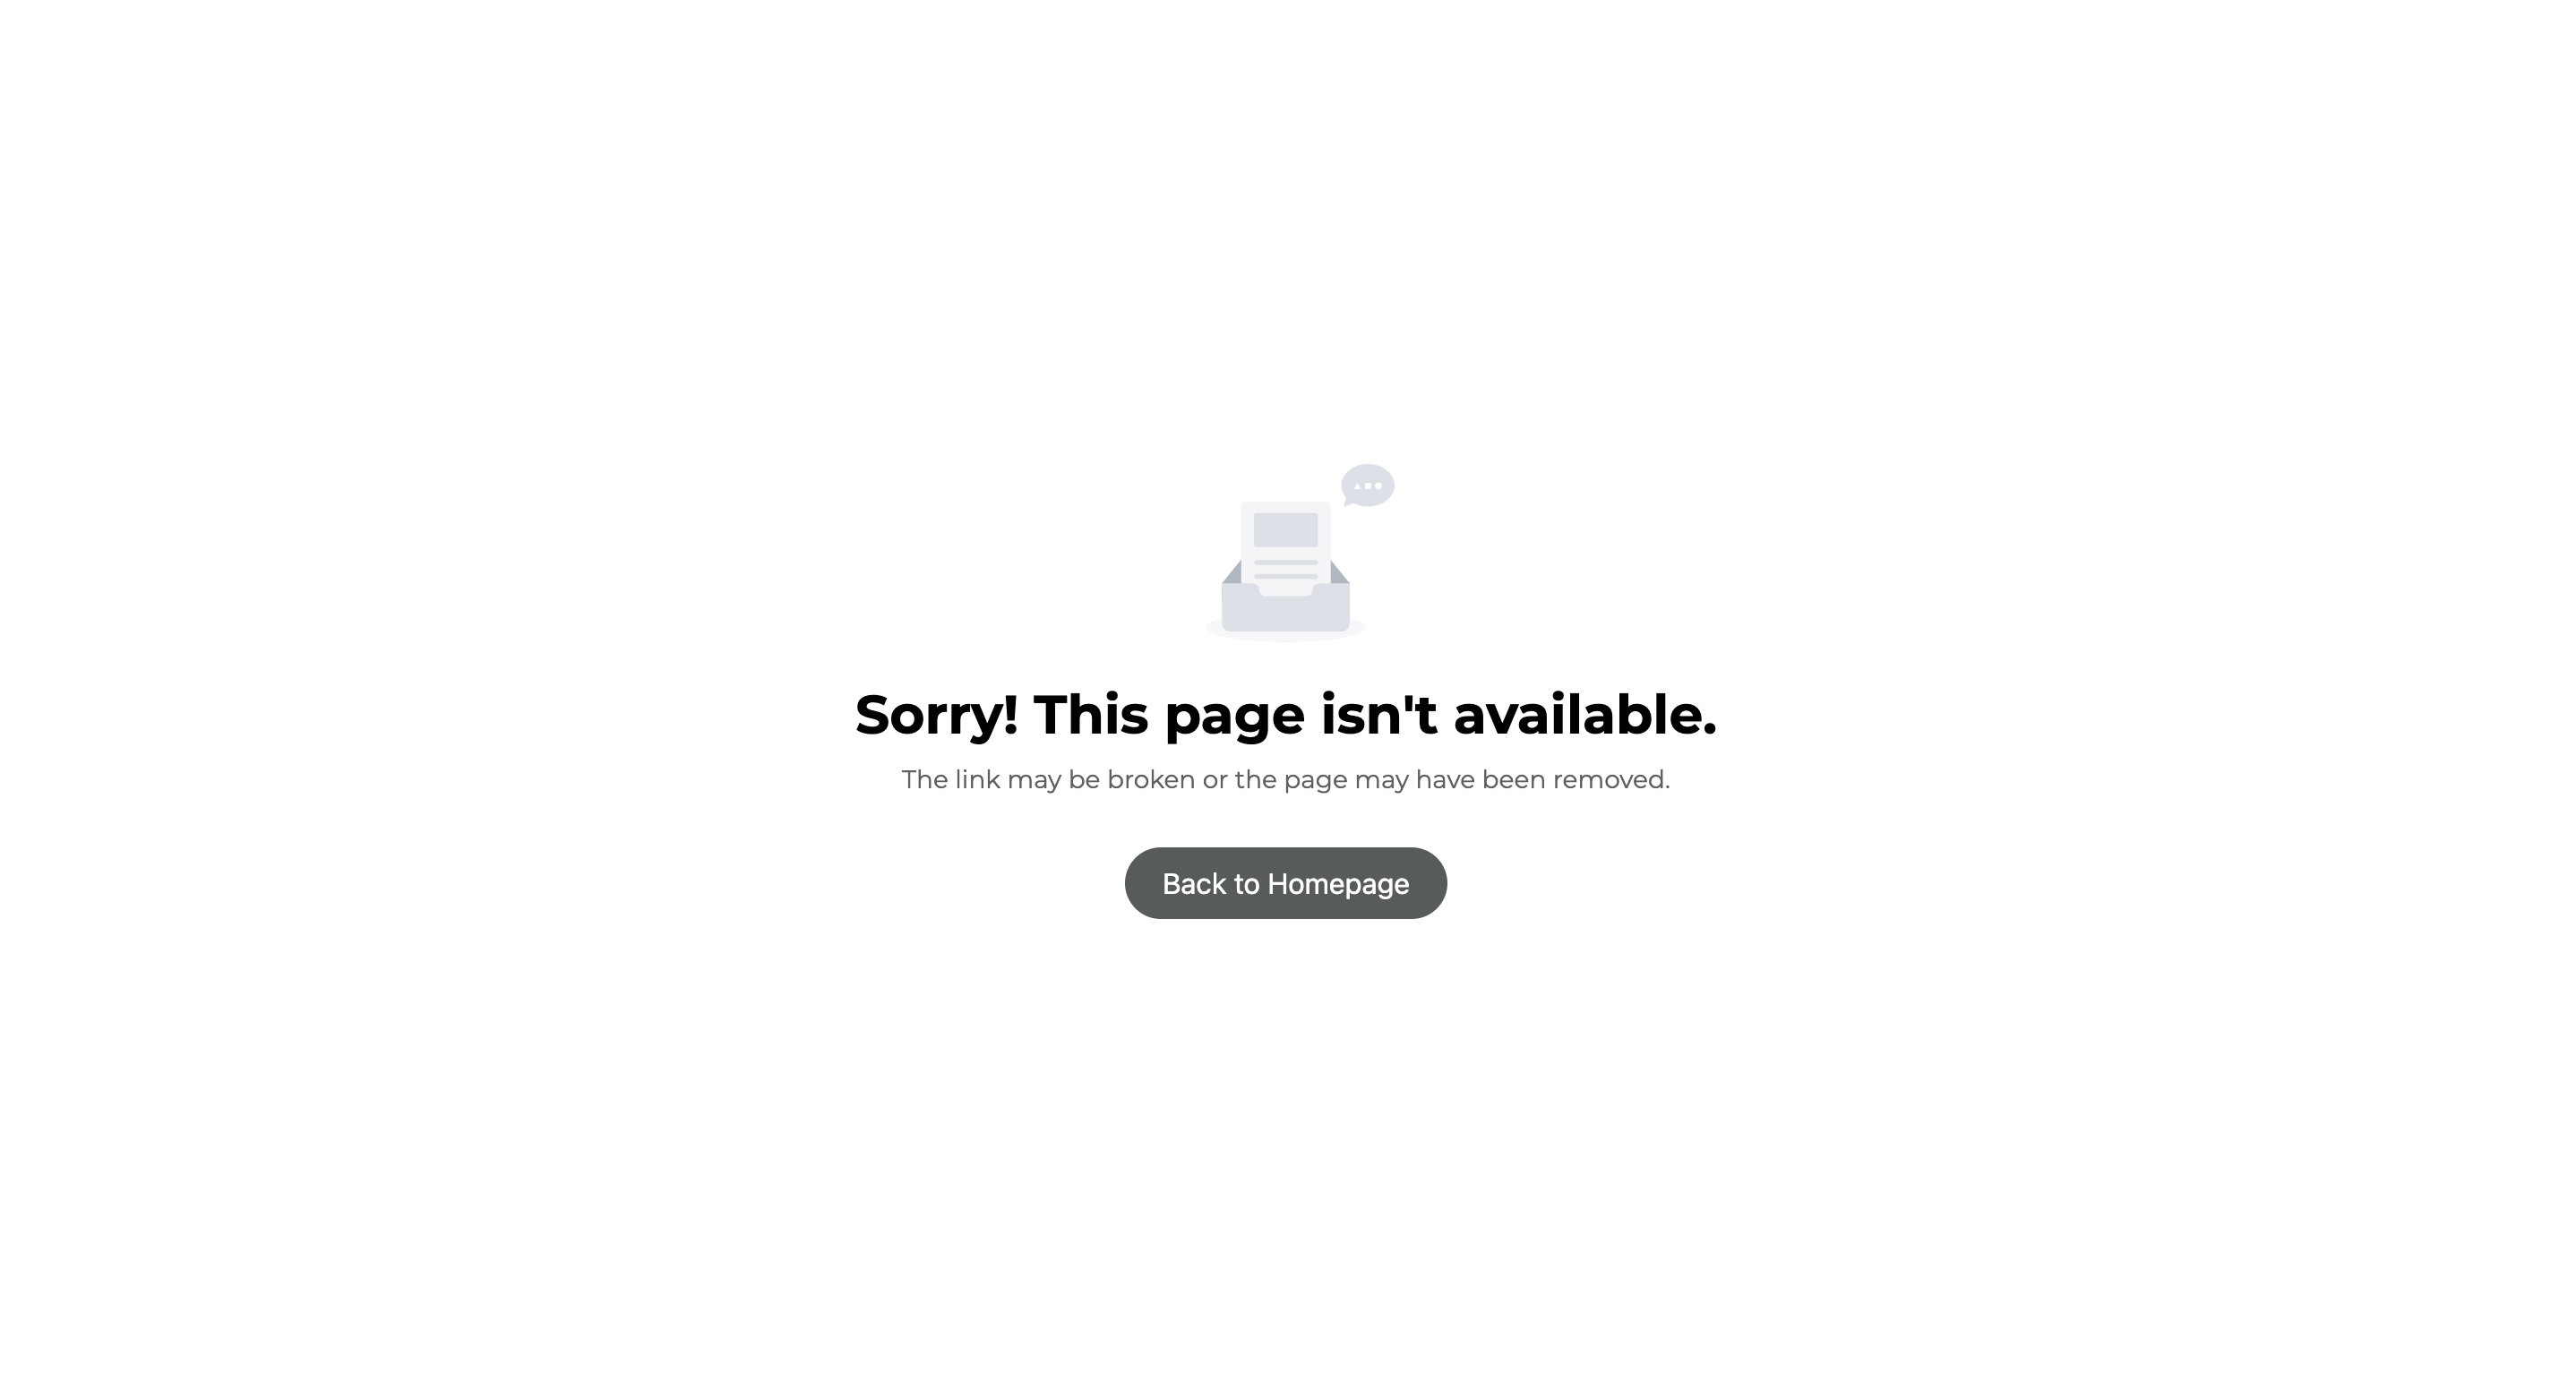 Sorry! This page isn't available.
The link may be broken or the page may have been removed.
Back to Homepage